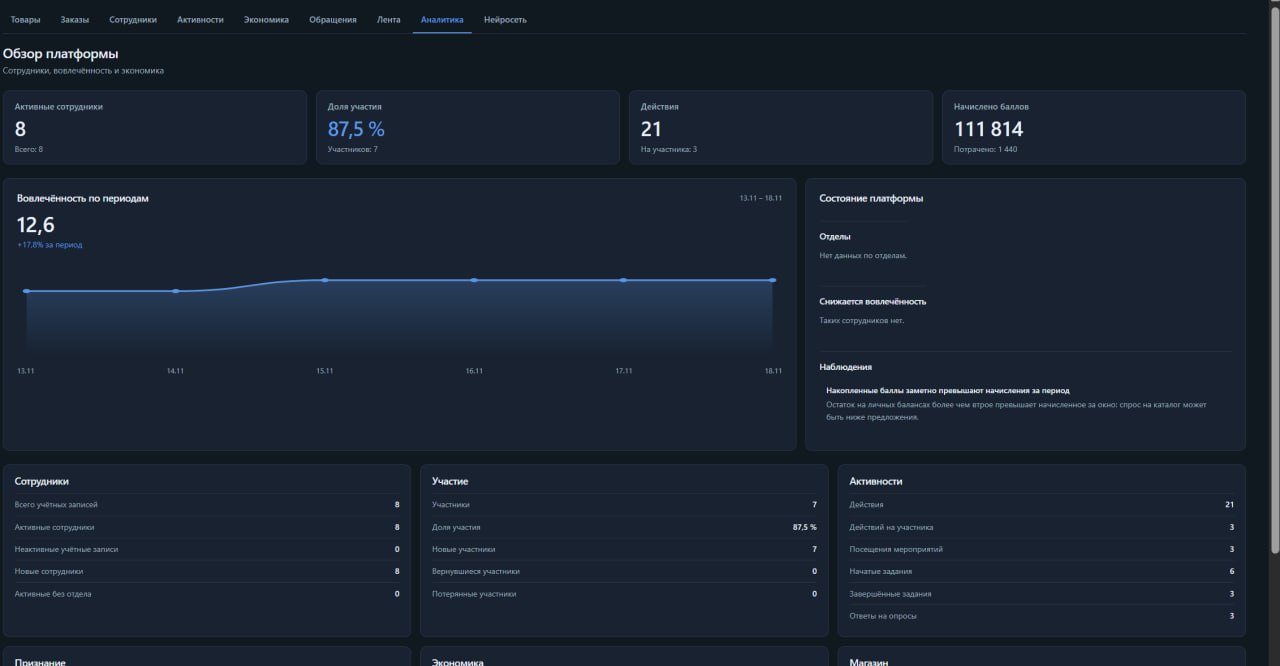 Товары Заказы Сотрудники Активности Экономика Обращения Лента Аналитика Нейросеть
Обзор платформы
Сотрудники, вовлечённость и экономика
Активные сотрудники
8
Всего: 8
Доля участия
87,5 %
Участников: 7
Действия
21
На участника: 3
Начислено баллов
111 814
Потрачено: 1 440
Вовлечённость по периодам
13.11 – 18.11
12,6
+17,8% за период
13.11 14.11 15.11 16.11 17.11 18.11
Состояние платформы
Отделы
Нет данных по отделам.
Снижается вовлечённость
Таких сотрудников нет.
Наблюдения
Накопленные баллы заметно превышают начисления за период
Остаток на личных балансах более чем втрое превышает начисленное за окно: спрос на каталог может
быть ниже предложения.
Сотрудники
Всего учётных записей 8
Активные сотрудники 8
Неактивные учётные записи 0
Новые сотрудники 8
Активные без отдела 0
Участие
Участники 7
Доля участия 87,5 %
Новые участники 7
Вернувшиеся участники 0
Потерянные участники 0
Активности
Действия 21
Действий на участника 3
Посещения мероприятий 3
Начатые задания 6
Завершённые задания 3
Ответы на опросы 3
Признание
Экономика
Магазин